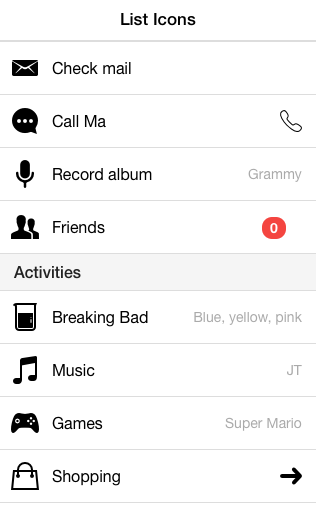 List Icons
Check mail
Call Ma
Record album Grammy
Friends 0
Activities
Breaking Bad Blue, yellow, pink
Music JT
Games Super Mario
Shopping